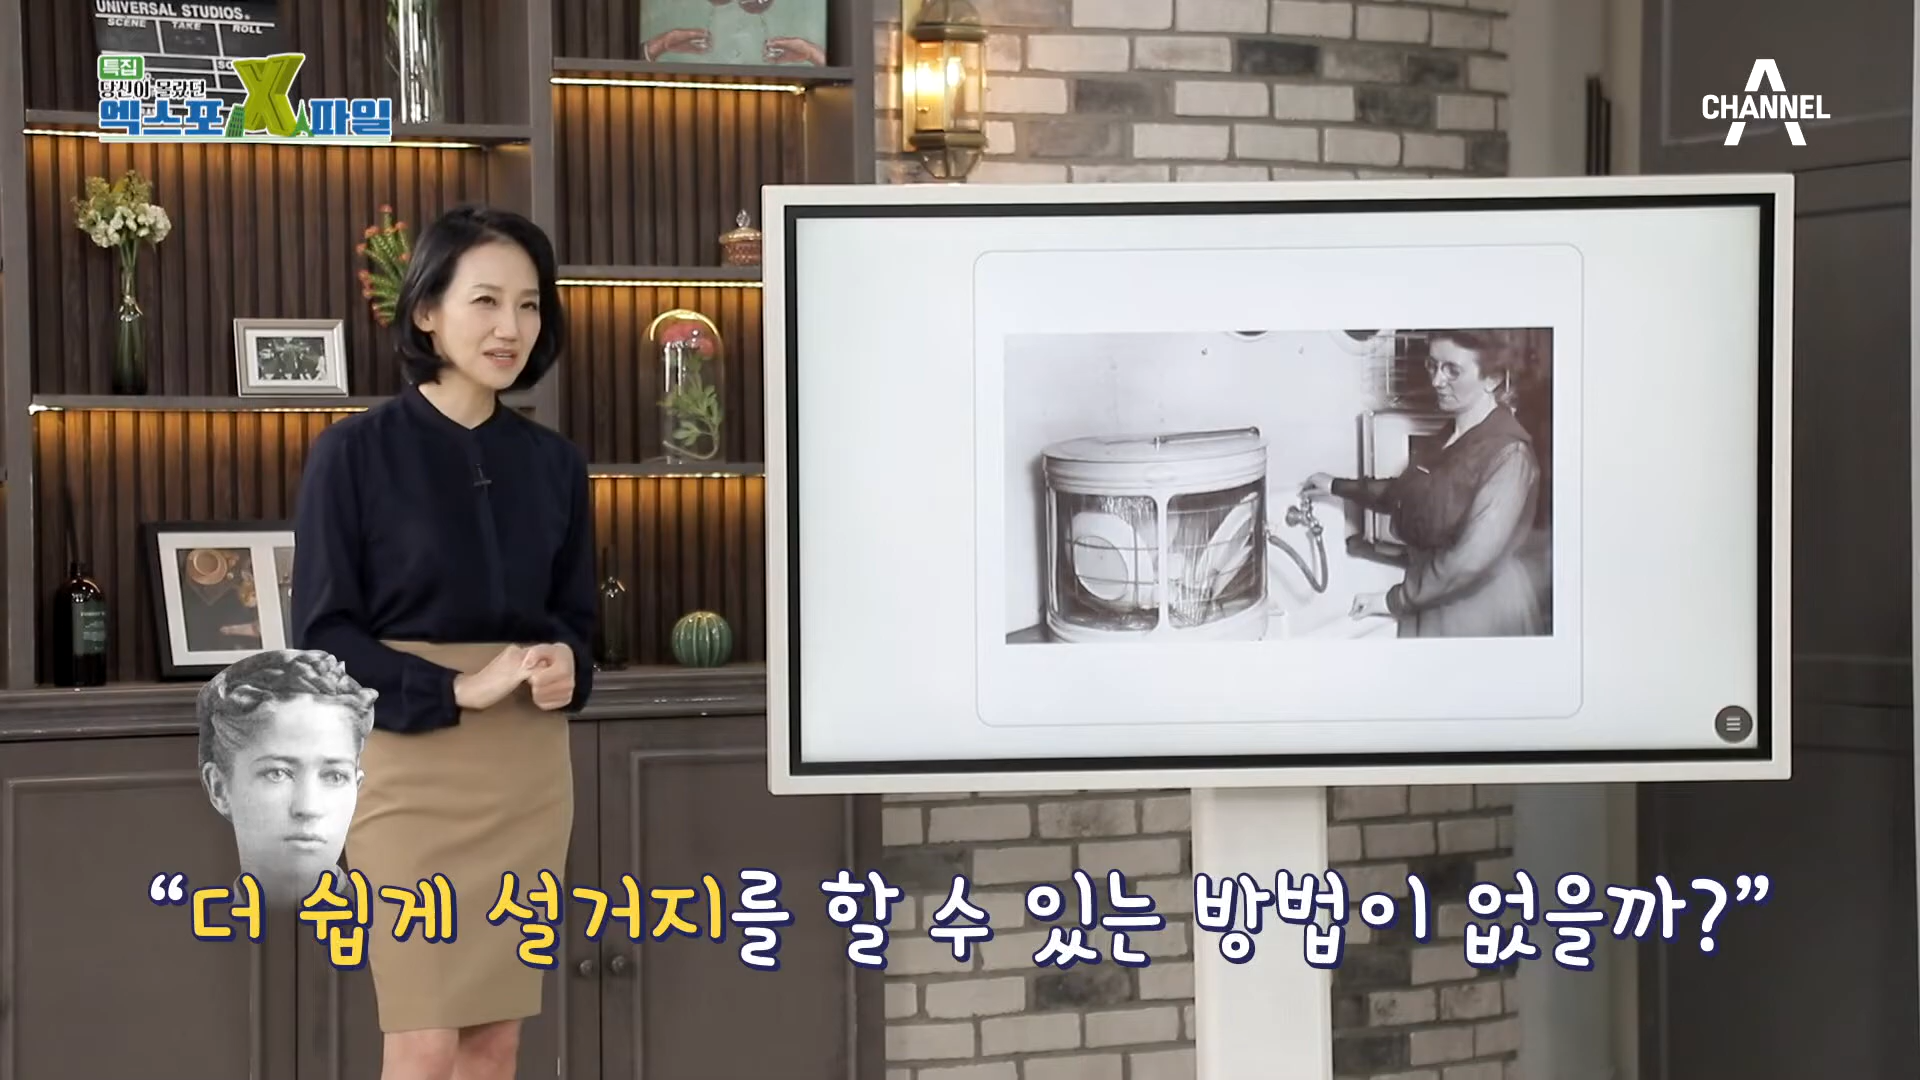 UNIVERSAL STUDIOS
SCENE TAKE ROLL
특집
당신이 몰랐던
엑스포 X 파일
CHANNEL A
“더 쉽게 설거지를 할 수 있는 방법이 없을까?”